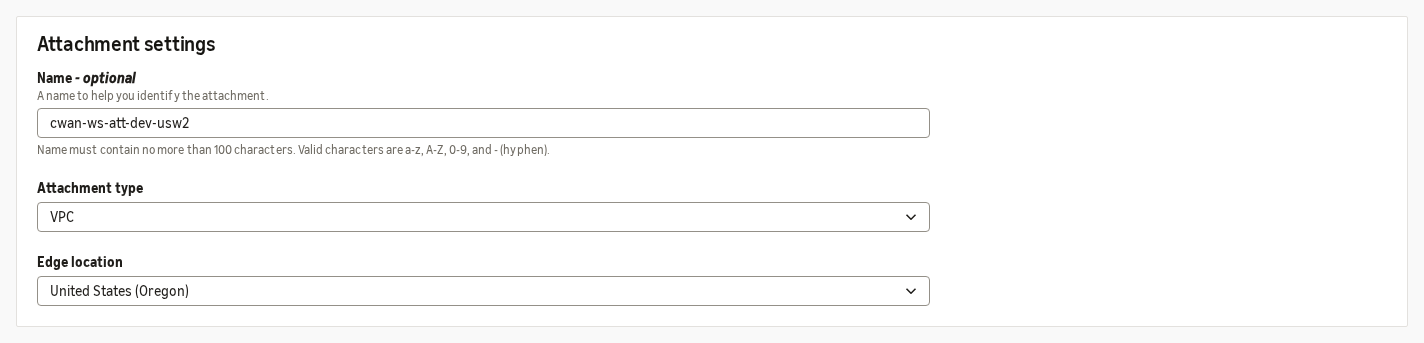 Attachment settings
Name - optional
A name to help you identify the attachment.
cwan-ws-att-dev-usw2
Name must contain no more than 100 characters. Valid characters are a-z, A-Z, 0-9, and - (hyphen).
Attachment type
VPC
Edge location
United States (Oregon)